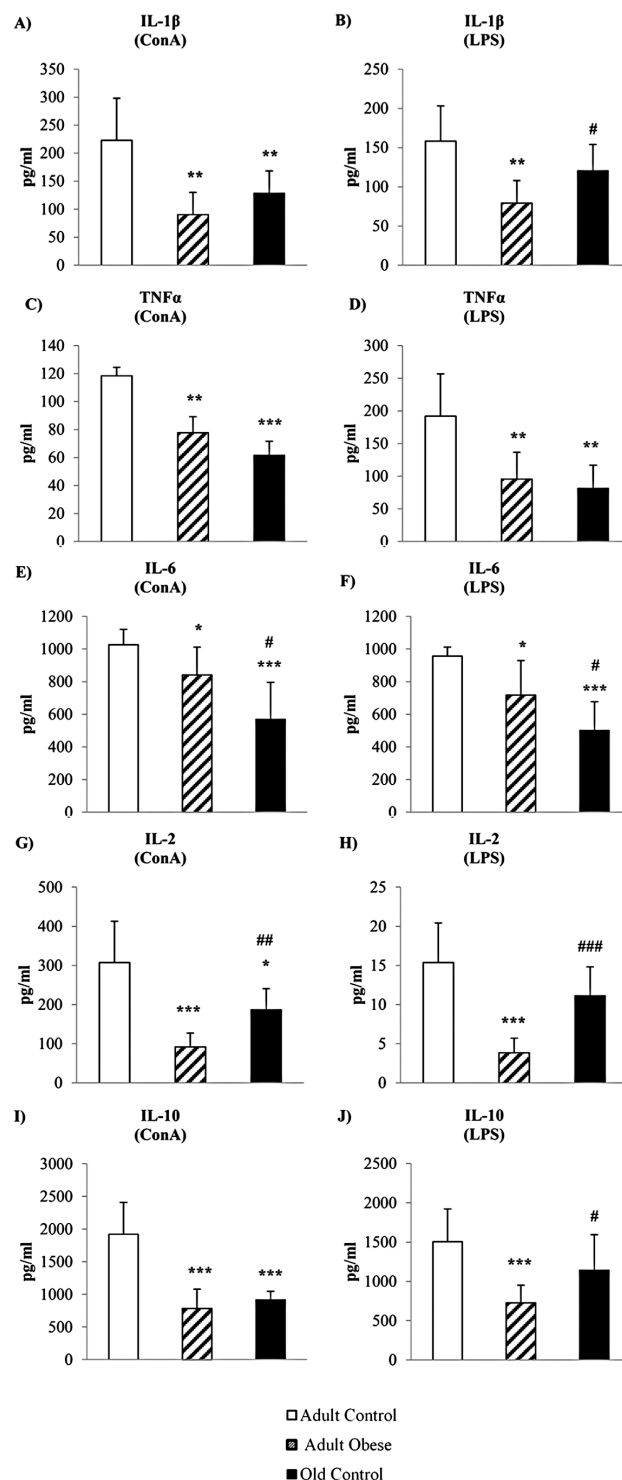 A) IL-1β
(ConA)
350
300
250
200
150
100
50
0
pg/ml
**
**
B) IL-1β
(LPS)
250
200
150
100
50
0
pg/ml
**
#
C) TNFα
(ConA)
140
120
100
80
60
40
20
0
pg/ml
**
***
D) TNFα
(LPS)
300
250
200
150
100
50
0
pg/ml
**
**
E) IL-6
(ConA)
1200
1000
800
600
400
200
0
pg/ml
*
#
***
F) IL-6
(LPS)
1200
1000
800
600
400
200
0
pg/ml
*
#
***
G) IL-2
(ConA)
500
400
300
200
100
0
pg/ml
***
##
*
H) IL-2
(LPS)
25
20
15
10
5
0
pg/ml
***
###
I) IL-10
(ConA)
3000
2500
2000
1500
1000
500
0
pg/ml
***
***
J) IL-10
(LPS)
2500
2000
1500
1000
500
0
pg/ml
***
#
Adult Control
Adult Obese
Old Control